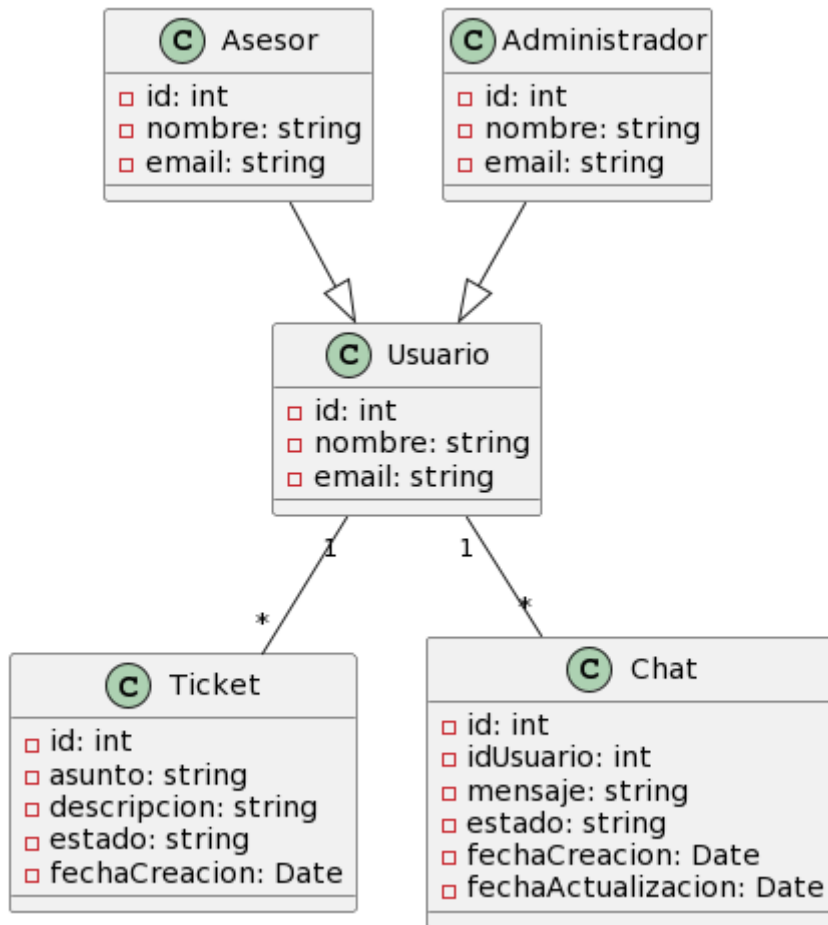 C Asesor
id: int
nombre: string
email: string
C Administrador
id: int
nombre: string
email: string
C Usuario
id: int
nombre: string
email: string
1
1
*
*
C Ticket
id: int
asunto: string
descripcion: string
estado: string
fechaCreacion: Date
C Chat
id: int
idUsuario: int
mensaje: string
estado: string
fechaCreacion: Date
fechaActualizacion: Date